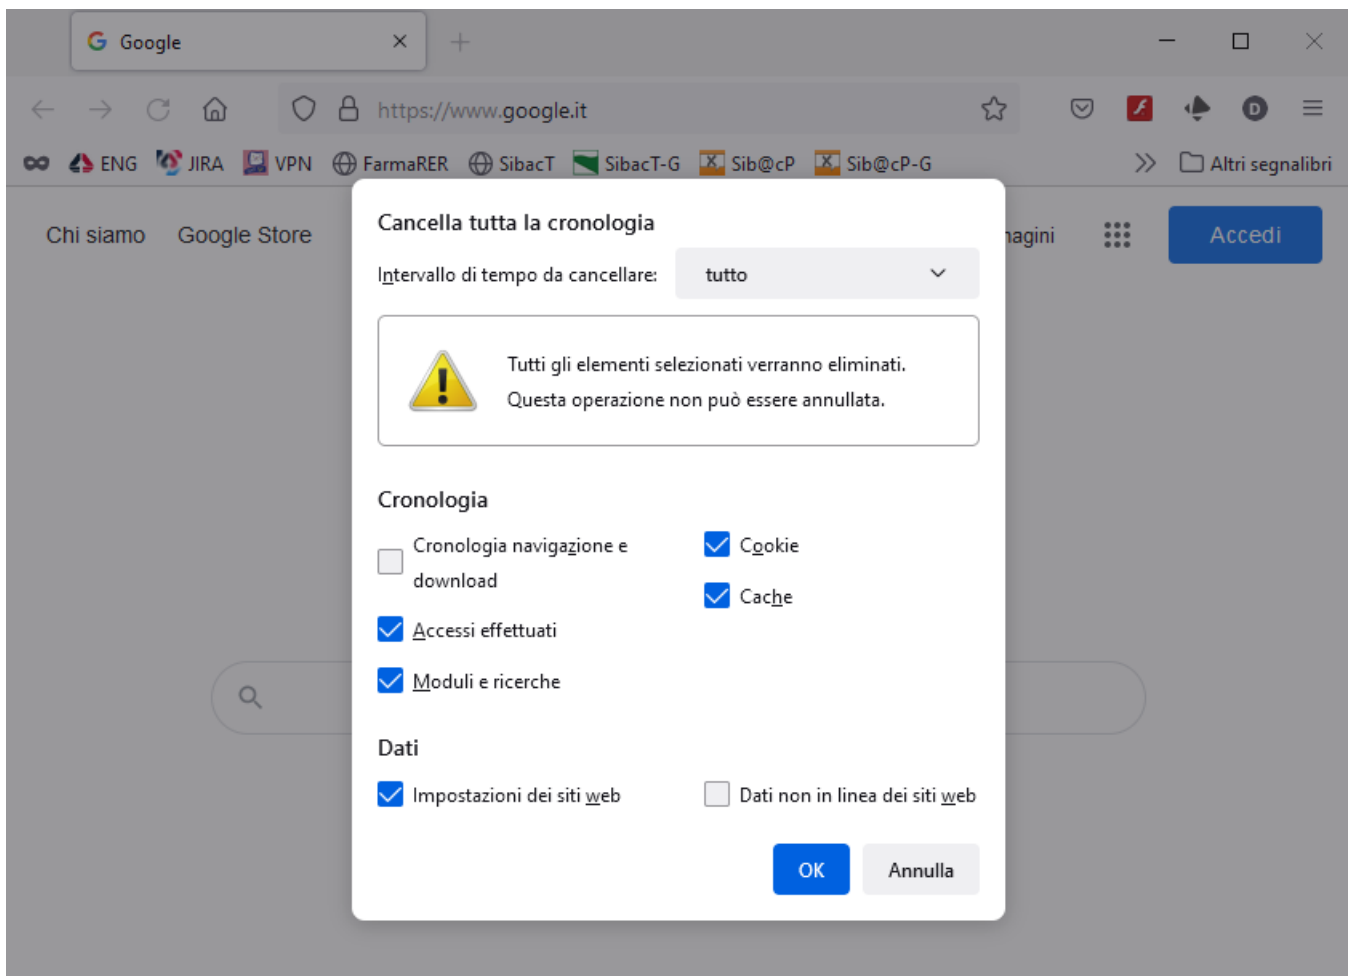 Google
https://www.google.it
ENG JIRA VPN FarmaRER SibacT SibacT-G Sib@cP Sib@cP-G Altri segnalibri
Chi siamo Google Store Accedi
Cancella tutta la cronologia
Intervallo di tempo da cancellare: tutto
Tutti gli elementi selezionati verranno eliminati.
Questa operazione non può essere annullata.
Cronologia
Cronologia navigazione e
download
Cookie
Cache
Accessi effettuati
Moduli e ricerche
Dati
Impostazioni dei siti web Dati non in linea dei siti web
OK Annulla